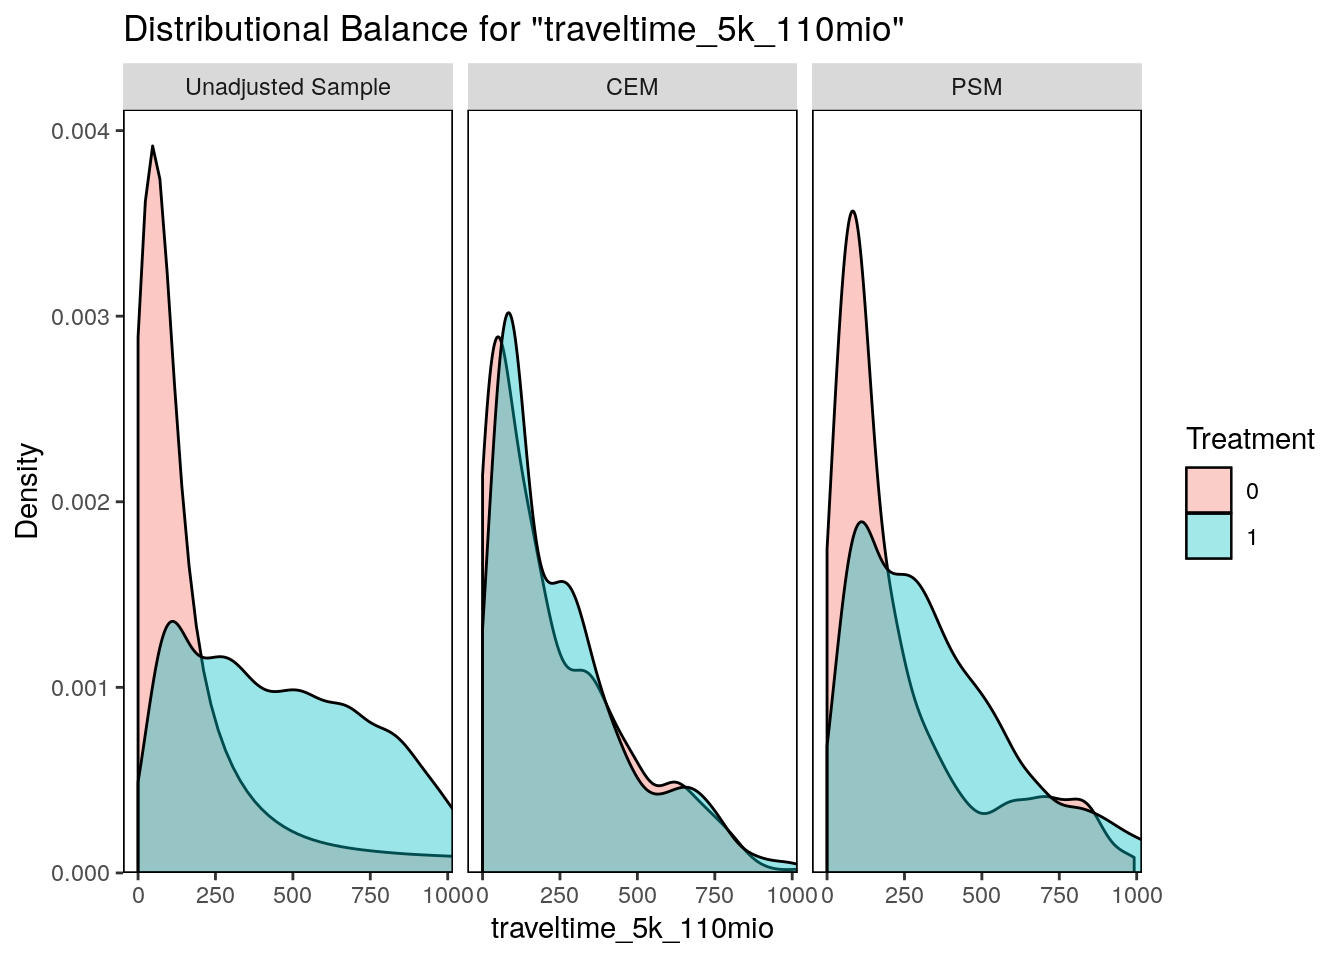 Distributional Balance for "traveltime_5k_110mio"
Unadjusted Sample
CEM
PSM
Density
0.004
0.003
0.002
0.001
0.000
0 250 500 750 1000
0 250 500 750 1000
0 250 500 750 1000
traveltime_5k_110mio
Treatment
0
1